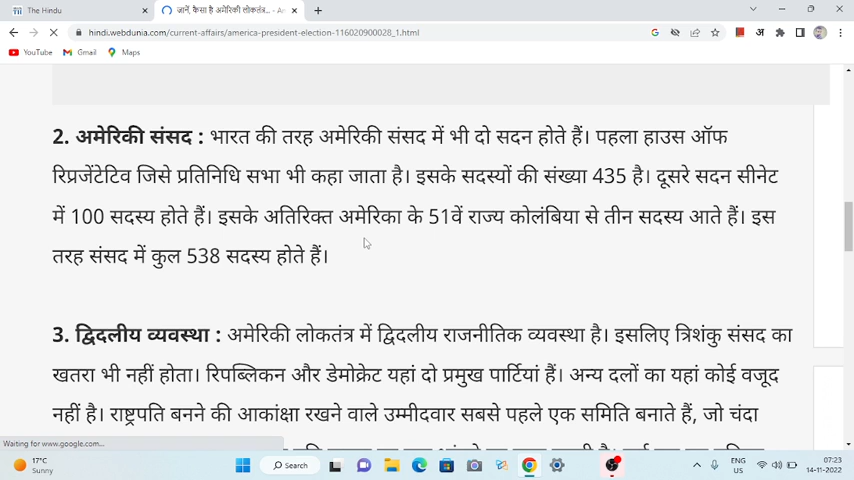 The Hindu
जानें, कैसा है अमेरिकी लोकतंत्र...
hindi.webdunia.com/current-affairs/america-president-election-116020900028_1.html
YouTube Gmail Maps
2. अमेरिकी संसद : भारत की तरह अमेरिकी संसद में भी दो सदन होते हैं। पहला हाउस ऑफ
रिप्रजेंटेटिव जिसे प्रतिनिधि सभा भी कहा जाता है। इसके सदस्यों की संख्या 435 है। दूसरे सदन सीनेट
में 100 सदस्य होते हैं। इसके अतिरिक्त अमेरिका के 51वें राज्य कोलंबिया से तीन सदस्य आते हैं। इस
तरह संसद में कुल 538 सदस्य होते हैं।
3. द्विदलीय व्यवस्था : अमेरिकी लोकतंत्र में द्विदलीय राजनीतिक व्यवस्था है। इसलिए त्रिशंकु संसद का
खतरा भी नहीं होता। रिपब्लिकन और डेमोक्रेट यहां दो प्रमुख पार्टियां हैं। अन्य दलों का यहां कोई वजूद
नहीं है। राष्ट्रपति बनने की आकांक्षा रखने वाले उम्मीदवार सबसे पहले एक समिति बनाते हैं, जो चंदा
Waiting for www.google.com...
17°C
Sunny
Search
ENG
US
07:23
14-11-2022